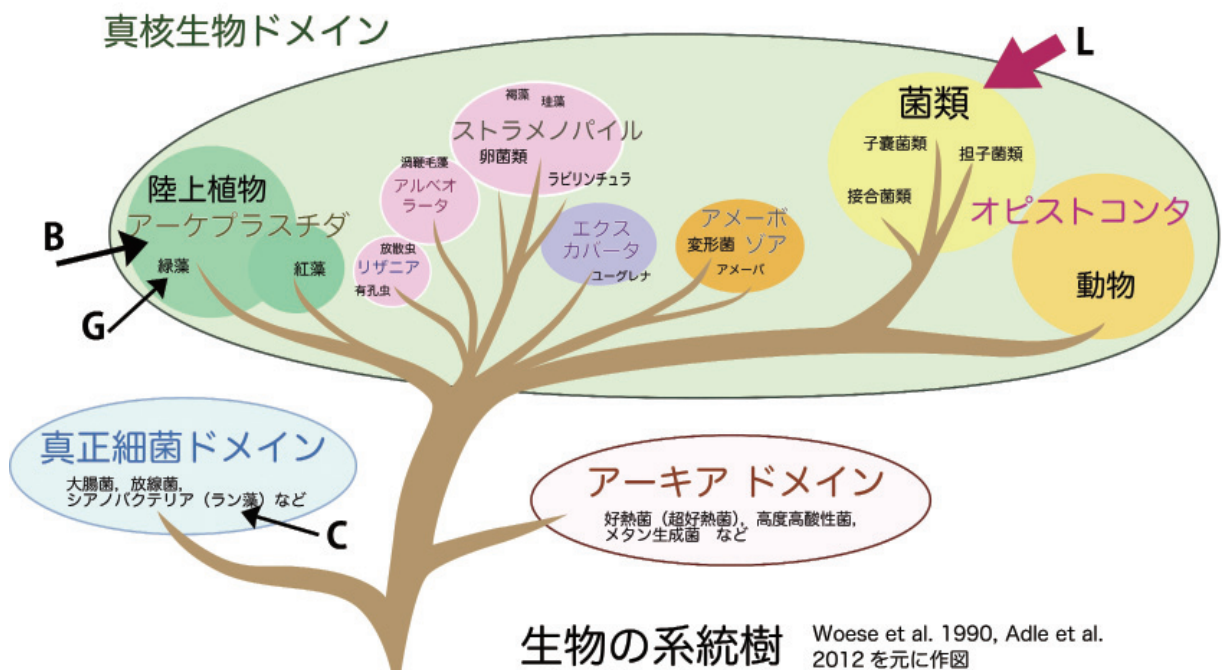 真核生物ドメイン
L
褐藻
珪藻
ストラメノパイル
卵菌類
ラビリンチュラ
菌類
子嚢菌類
担子菌類
接合菌類
オピストコンタ
動物
渦鞭毛藻
アルベオ
ラータ
陸上植物
アーケプラスチダ
B
緑藻
紅藻
G
放散虫
リザニア
有孔虫
エクス
カバータ
ユーグレナ
アメーボ
ゾア
変形菌
アメーバ
真正細菌ドメイン
大腸菌，放線菌，
シアノバクテリア（ラン藻）など
C
アーキア ドメイン
好熱菌（超好熱菌），高度高酸性菌，
メタン生成菌 など
生物の系統樹
Woese et al. 1990, Adle et al.
2012 を元に作図